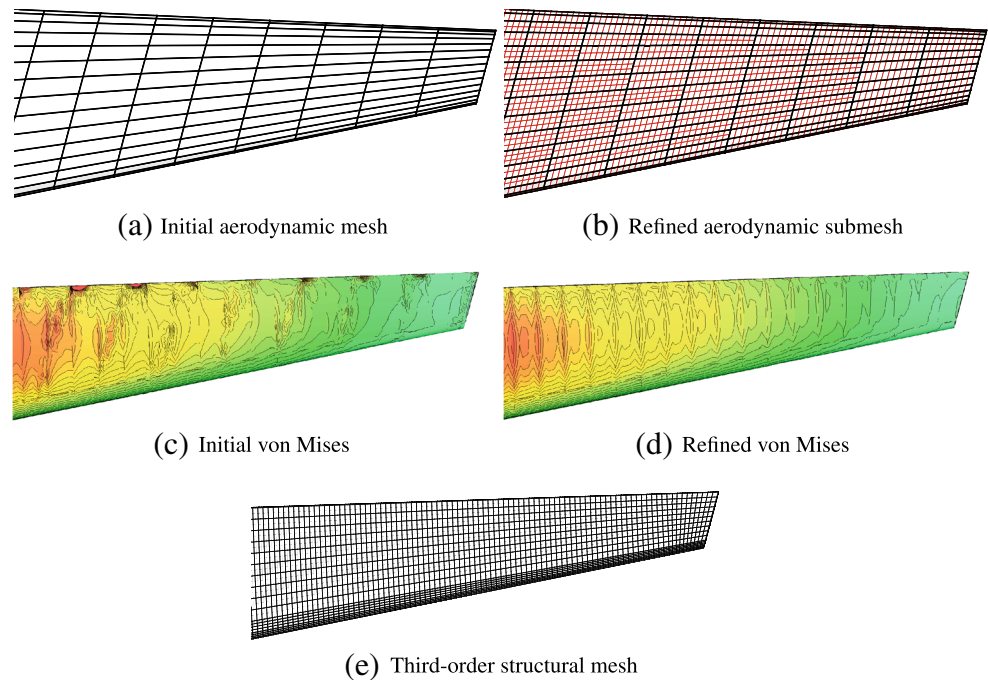 (a) Initial aerodynamic mesh
(b) Refined aerodynamic submesh
(c) Initial von Mises
(d) Refined von Mises
(e) Third-order structural mesh